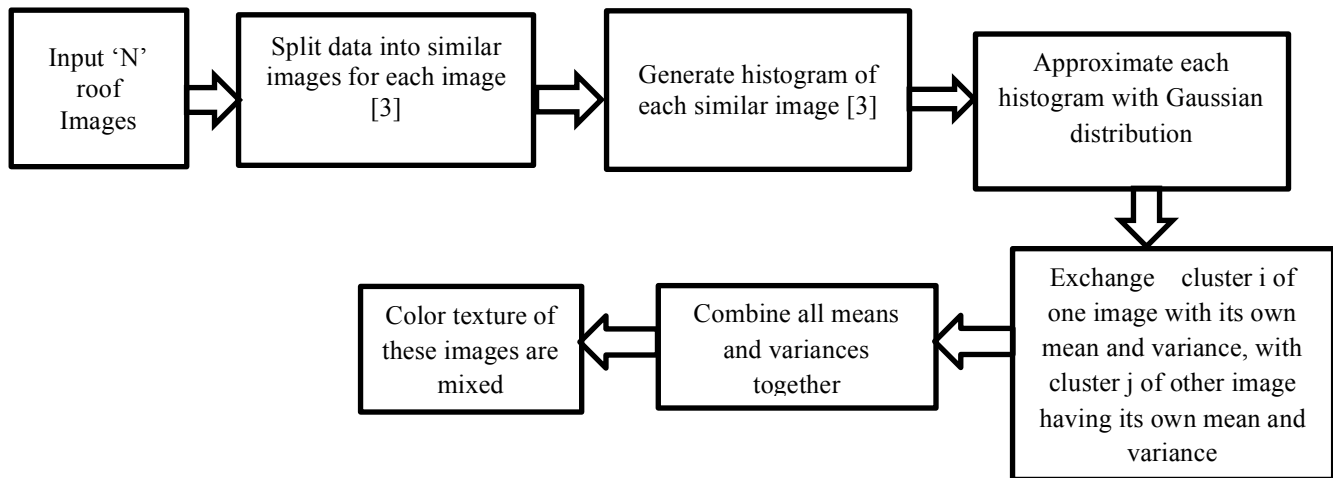 Input ‘N’
roof
Images
Split data into similar
images for each image
[3]
Generate histogram of
each similar image [3]
Approximate each
histogram with Gaussian
distribution
Exchange cluster i of
one image with its own
mean and variance, with
cluster j of other image
having its own mean and
variance
Combine all means
and variances
together
Color texture of
these images are
mixed